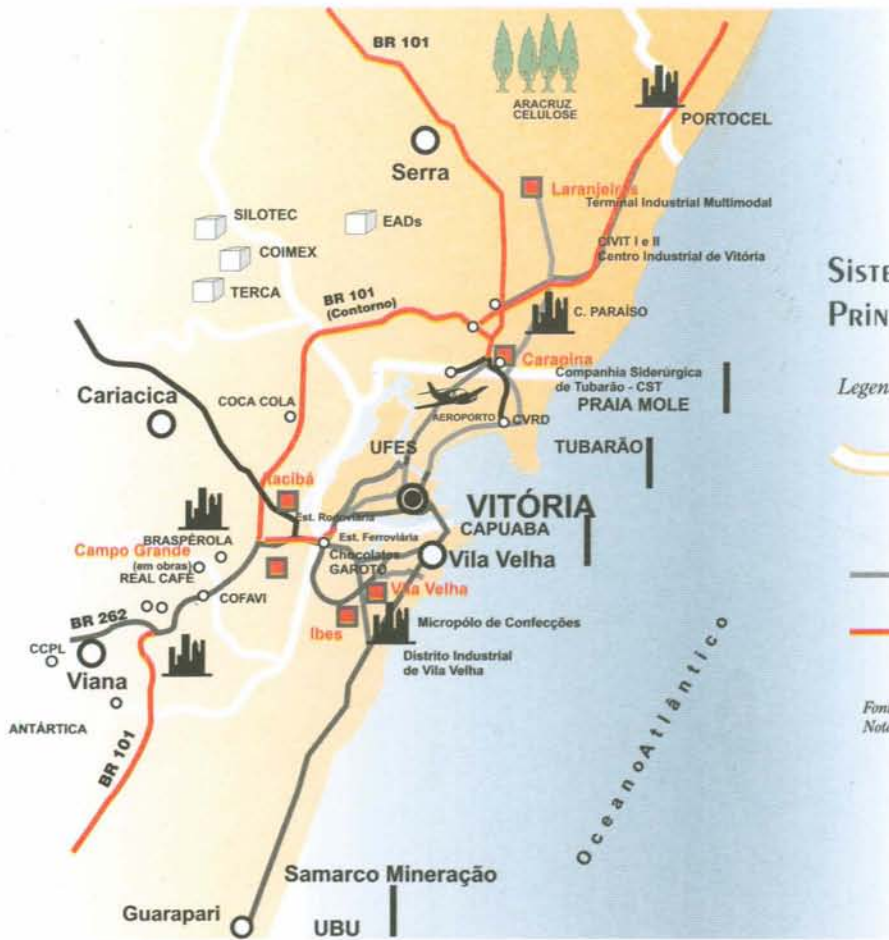 BR 101
ARACRUZ
CELULOSE
PORTOCEL
Serra
Laranjeiras
Terminal Industrial Multimodal
SILOTEC
EADs
COIMEX
TERCA
CIVIT I e II
Centro Industrial de Vitória
BR 101
(Contorno)
C. PARAÍSO
Carapina
Companhia Siderúrgica
de Tubarão - CST
PRAIA MOLE
Cariacica
COCA COLA
AEROPORTO
CVRD
UFES
TUBARÃO
Itacibá
VITÓRIA
Est. Rodoviária
CAPUABA
BRASPÉROLA
Est. Ferroviária
Campo Grande
(em obras)
REAL CAFÉ
Chocolates
GAROTO
Vila Velha
COFAVI
Vila Velha
Ibes
Micropólo de Confecções
BR 262
CCPL
Viana
Distrito Industrial
de Vila Velha
ANTÁRTICA
BR 101
Oceano Atlântico
Samarco Mineração
Guarapari
UBU
SISTE
PRIN
Legen
Font
Nota